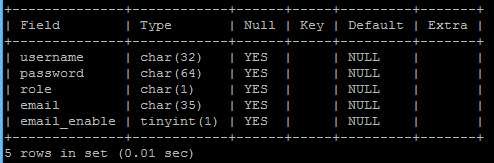 +--------------+------------+------+-----+---------+-------+
| Field        | Type       | Null | Key | Default | Extra |
+--------------+------------+------+-----+---------+-------+
| username     | char(32)   | YES  |     | NULL    |       |
| password     | char(64)   | YES  |     | NULL    |       |
| role         | char(1)    | YES  |     | NULL    |       |
| email        | char(35)   | YES  |     | NULL    |       |
| email_enable | tinyint(1) | YES  |     | NULL    |       |
+--------------+------------+------+-----+---------+-------+
5 rows in set (0.01 sec)